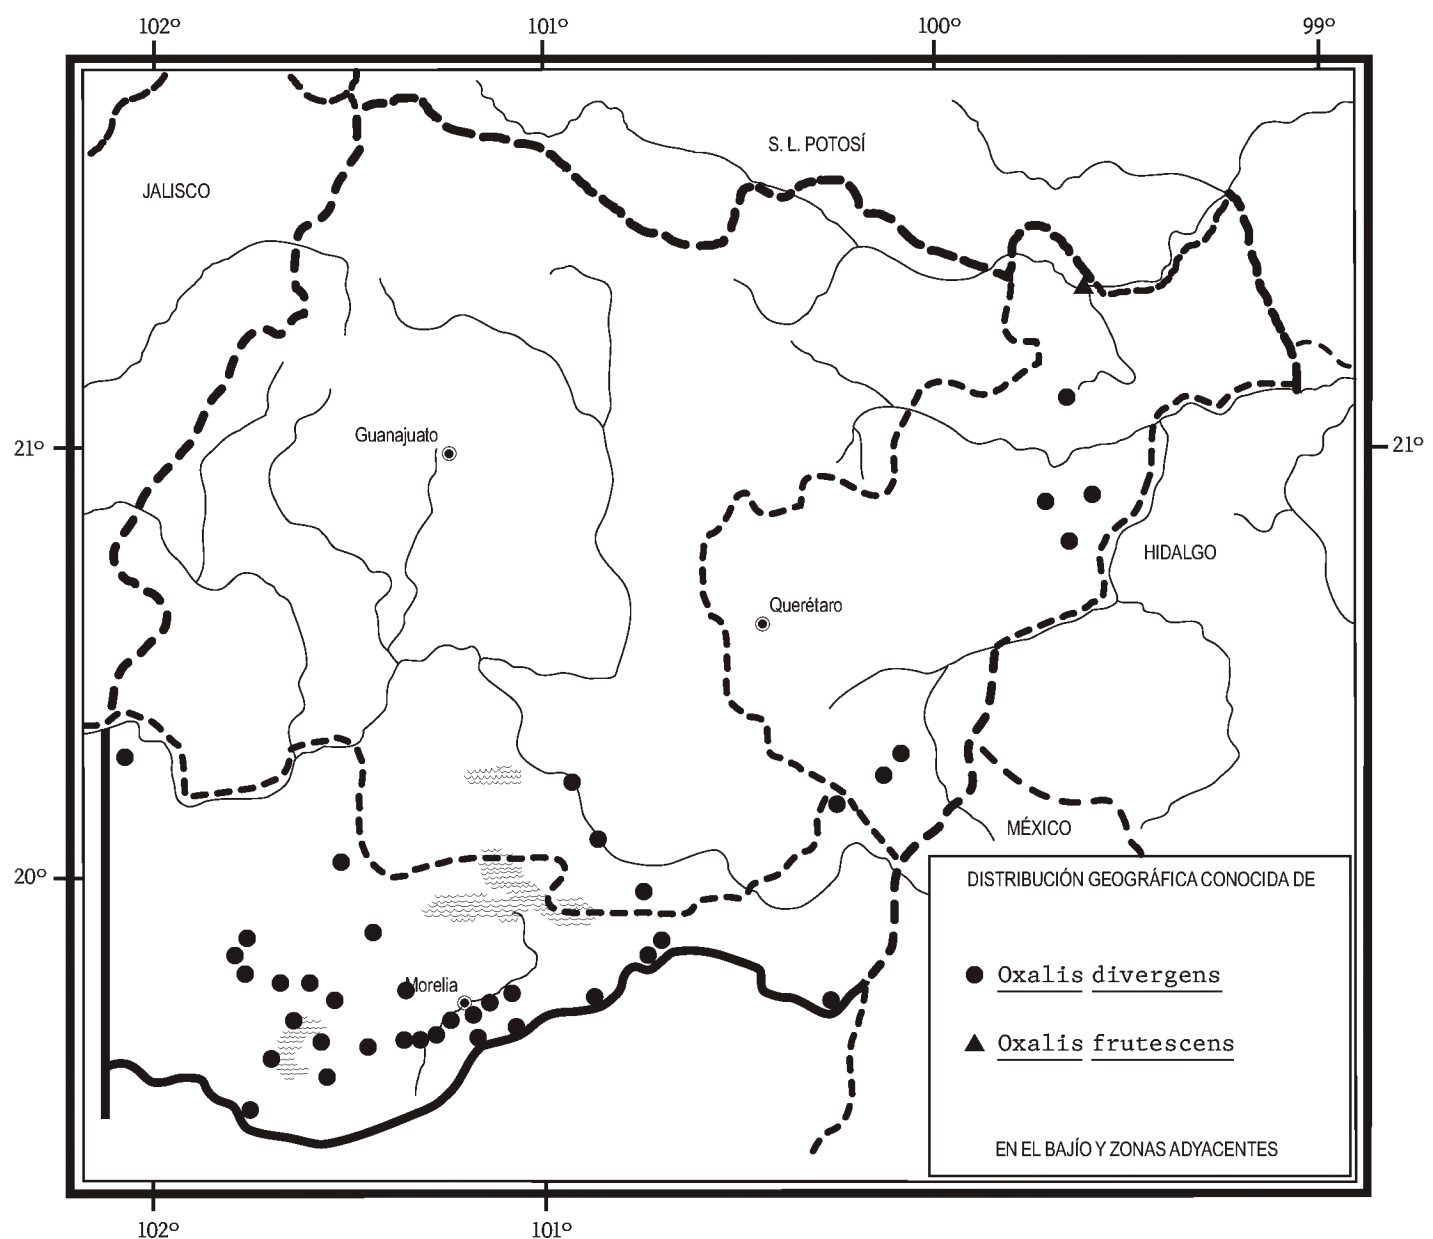 102º 101º 100º 99º
S. L. POTOSÍ
JALISCO
Guanajuato
21º 21º
HIDALGO
Querétaro
MÉXICO
20º
DISTRIBUCIÓN GEOGRÁFICA CONOCIDA DE
Oxalis divergens
Morelia
Oxalis frutescens
EN EL BAJÍO Y ZONAS ADYACENTES
102º 101º